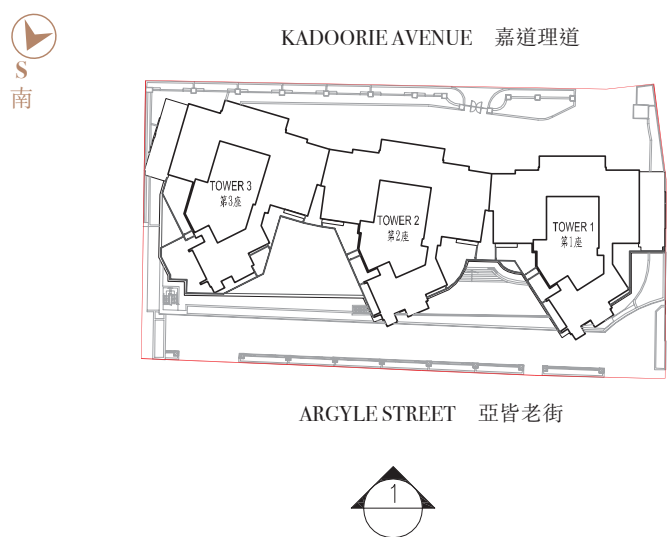 S
南
KADOORIE AVENUE 嘉道理道
TOWER 3
第3座
TOWER 2
第2座
TOWER 1
第1座
ARGYLE STREET 亞皆老街
1